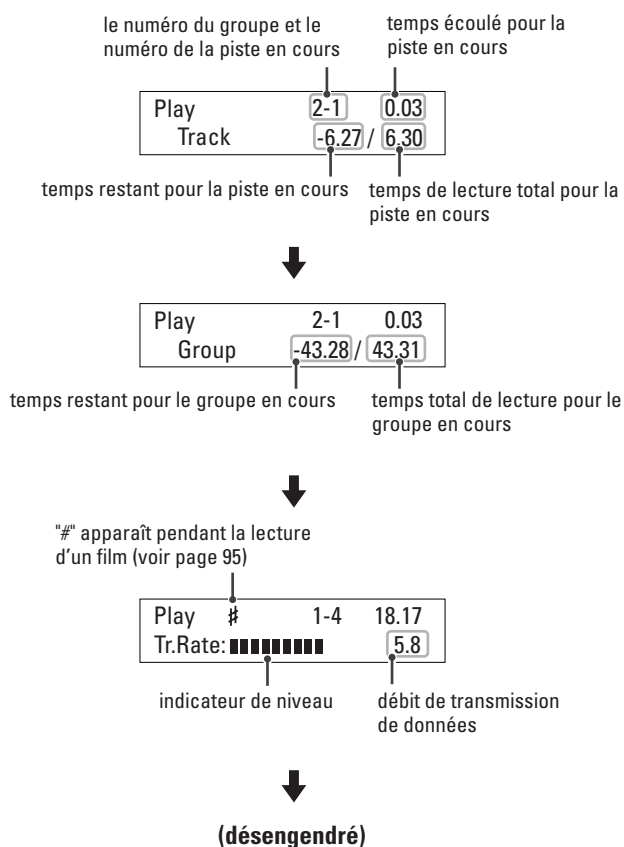 le numéro du groupe et le
numéro de la piste en cours
temps écoulé pour la
piste en cours
Play 2-1 0.03
Track -6.27 / 6.30
temps restant pour la piste en cours
temps de lecture total pour la
piste en cours
Play 2-1 0.03
Group -43.28 / 43.31
temps restant pour le groupe en cours
temps total de lecture pour le
groupe en cours
"#" apparaît pendant la lecture
d'un film (voir page 95)
Play # 1-4 18.17
Tr.Rate: 5.8
indicateur de niveau
débit de transmission
de données
(désengendré)